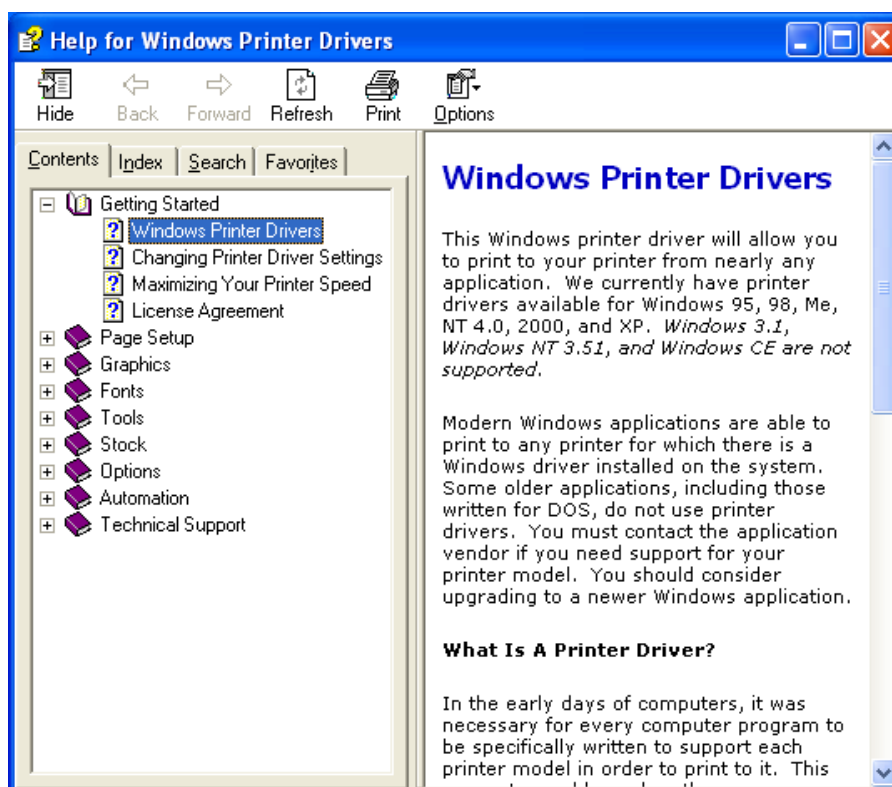 Help for Windows Printer Drivers
Hide Back Forward Refresh Print Options
Contents Index Search Favorites
Getting Started
Windows Printer Drivers
Changing Printer Driver Settings
Maximizing Your Printer Speed
License Agreement
Page Setup
Graphics
Fonts
Tools
Stock
Options
Automation
Technical Support
Windows Printer Drivers
This Windows printer driver will allow you
to print to your printer from nearly any
application.  We currently have printer
drivers available for Windows 95, 98, Me,
NT 4.0, 2000, and XP.  Windows 3.1,
Windows NT 3.51, and Windows CE are not
supported.
Modern Windows applications are able to
print to any printer for which there is a
Windows driver installed on the system.
Some older applications, including those
written for DOS, do not use printer
drivers.  You must contact the application
vendor if you need support for your
printer model.  You should consider
upgrading to a newer Windows application.
What Is A Printer Driver?
In the early days of computers, it was
necessary for every computer program to
be specifically written to support each
printer model in order to print to it.  This